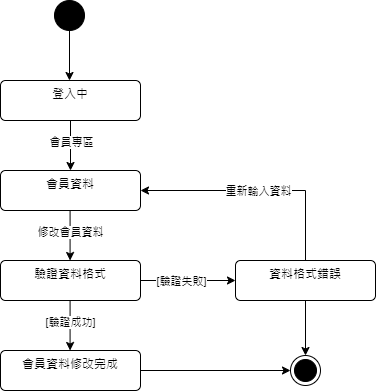 登入中
會員專區
會員資料
重新輸入資料
修改會員資料
驗證資料格式
[驗證失敗]
資料格式錯誤
[驗證成功]
會員資料修改完成